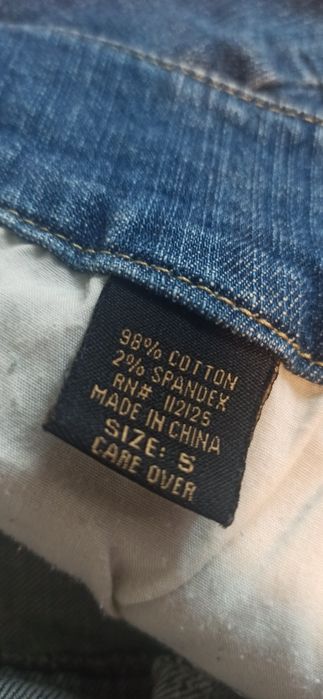 98% COTTON
2% SPANDEX
RN# 112125
MADE IN CHINA
SIZE: 5
CARE OVER